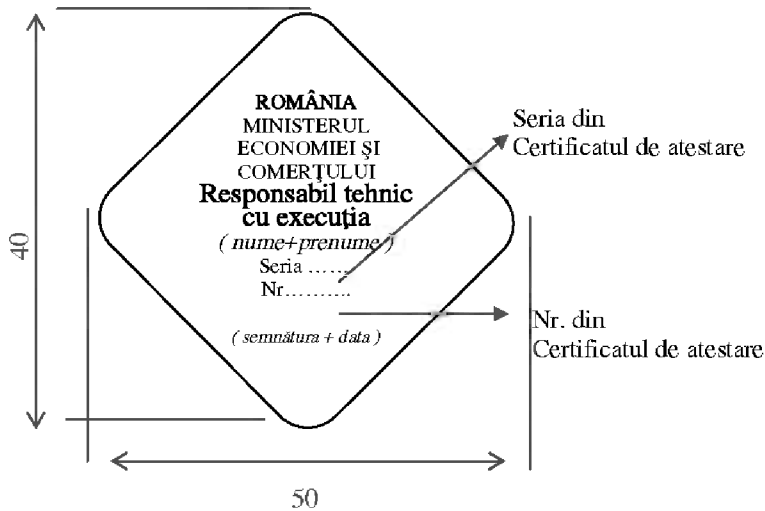 ROMÂNIA
MINISTERUL
ECONOMIEI ŞI
COMERŢULUI
Responsabil tehnic
cu execuţia
( nume+prenume )
Seria ......
Nr..........
( semnătura + data )
Seria din
Certificatul de atestare
Nr. din
Certificatul de atestare
40
50